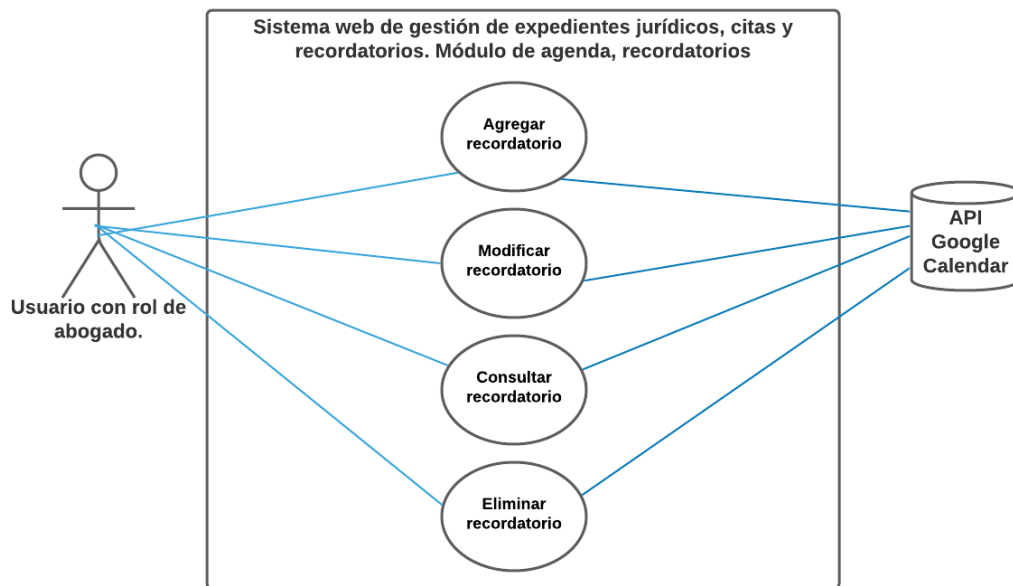 Sistema web de gestión de expedientes jurídicos, citas y
recordatorios. Módulo de agenda, recordatorios
Agregar
recordatorio
Modificar
recordatorio
Consultar
recordatorio
Eliminar
recordatorio
Usuario con rol de
abogado.
API
Google
Calendar